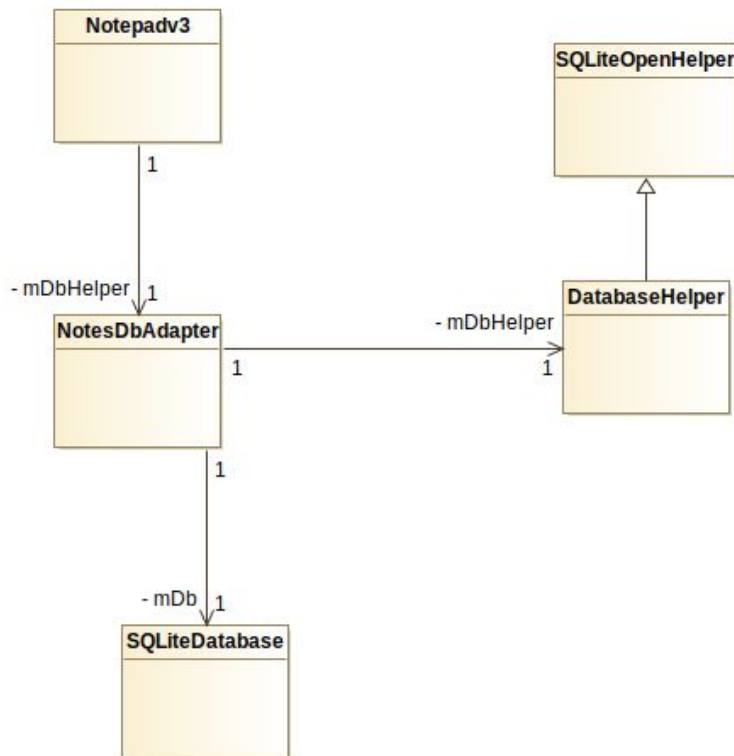 Notepadv3
SQLiteOpenHelper
1
- mDbHelper
1
NotesDbAdapter
DatabaseHelper
- mDbHelper
1
1
1
- mDb
1
SQLiteDatabase